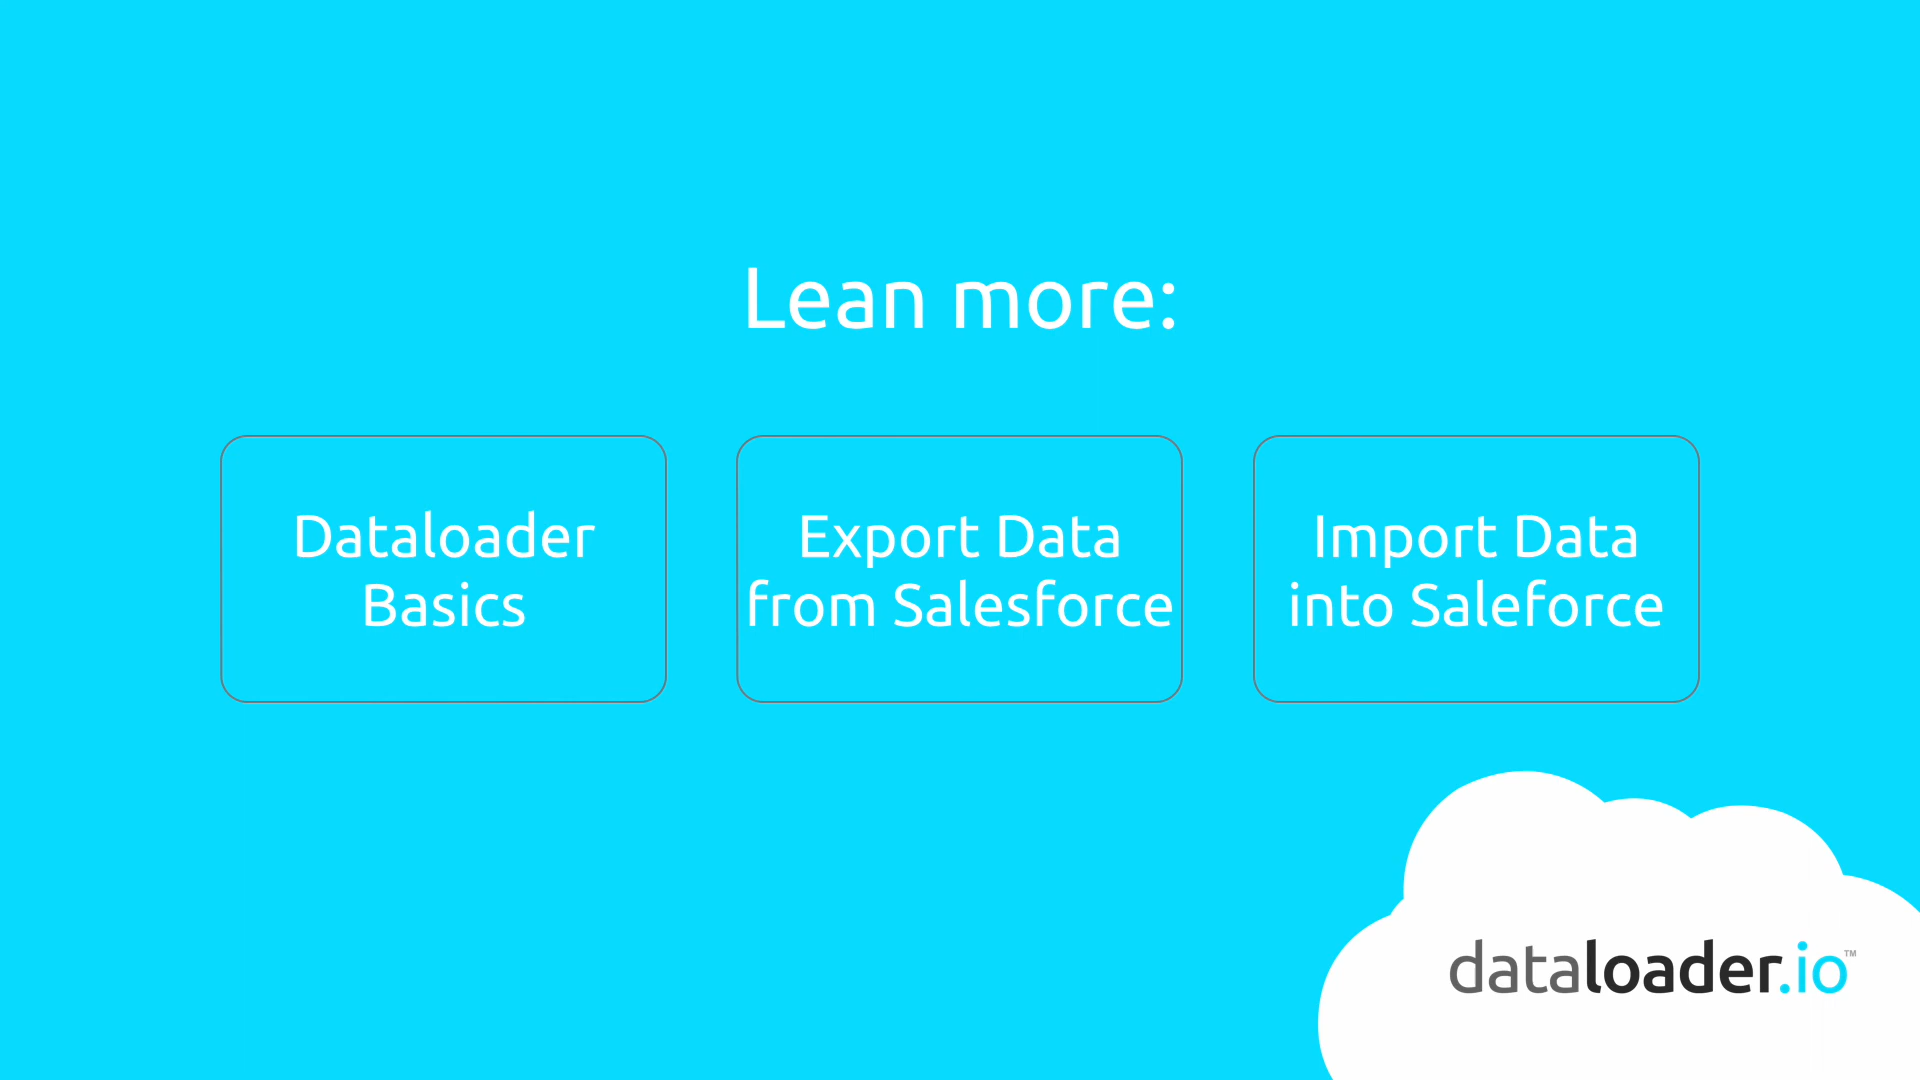 Lean more:
Dataloader
Basics
Export Data
from Salesforce
Import Data
into Saleforce
dataloader.io™